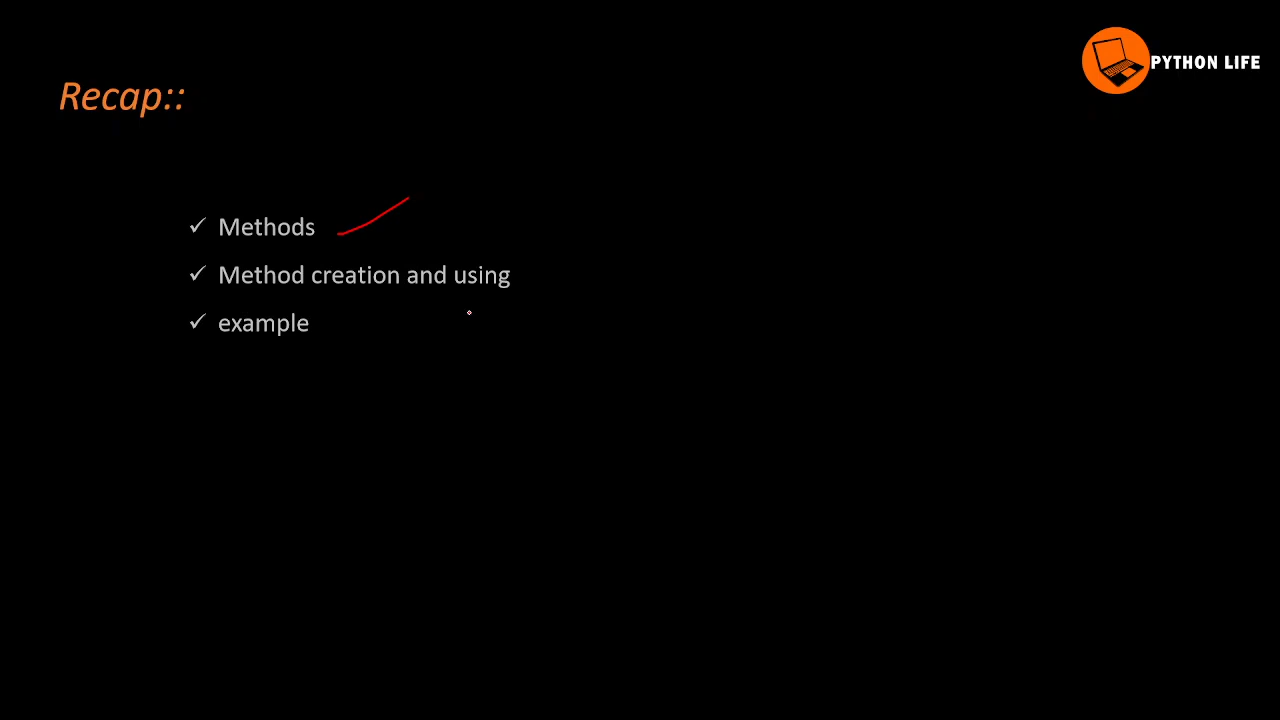 PYTHON LIFE
Recap::
✓ Methods
✓ Method creation and using
✓ example